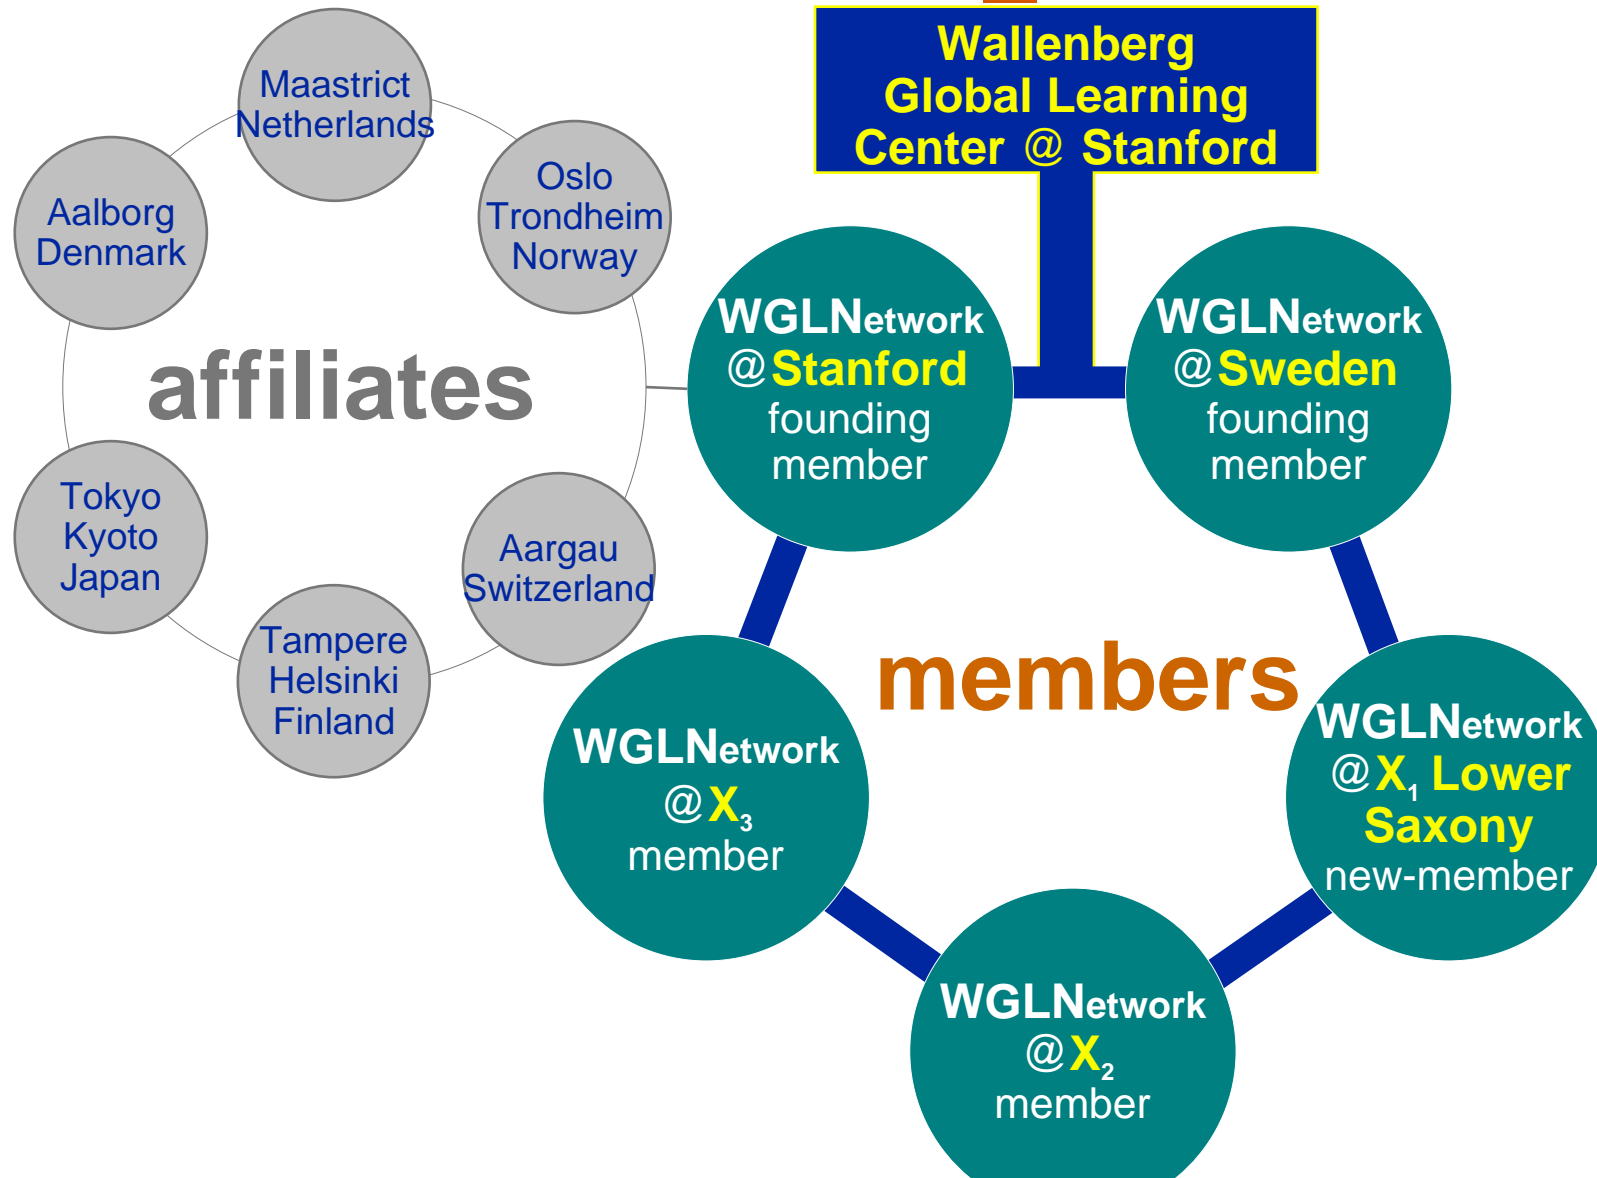 Wallenberg
Global Learning
Center @ Stanford
Maastrict
Netherlands
Oslo
Trondheim
Norway
Aalborg
Denmark
affiliates
Tokyo
Kyoto
Japan
Aargau
Switzerland
Tampere
Helsinki
Finland
WGLNetwork
@Stanford
founding
member
WGLNetwork
@Sweden
founding
member
members
WGLNetwork
@X₃
member
WGLNetwork
@X₁ Lower
Saxony
new-member
WGLNetwork
@X₂
member